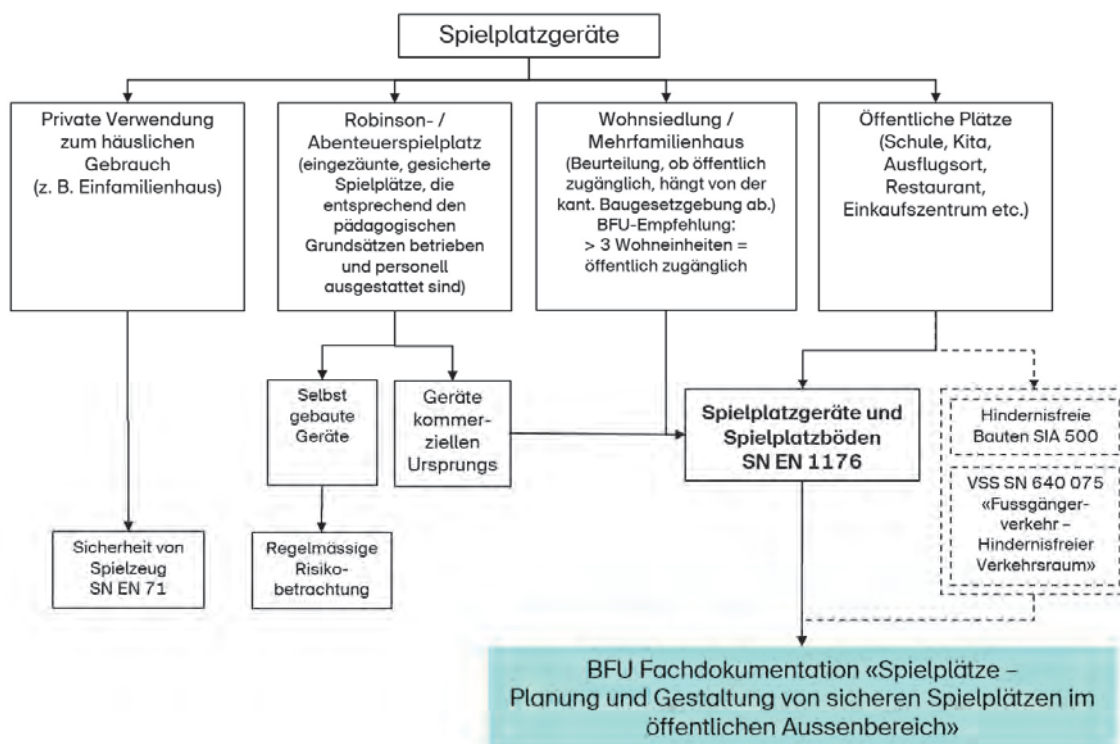 Spielplatzgeräte
Private Verwendung
zum häuslichen
Gebrauch
(z. B. Einfamilienhaus)
Robinson- /
Abenteuerspielplatz
(eingezäunte, gesicherte
Spielplätze, die
entsprechend den
pädagogischen
Grundsätzen betrieben
und personell
ausgestattet sind)
Wohnsiedlung /
Mehrfamilienhaus
(Beurteilung, ob öffentlich
zugänglich, hängt von der
kant. Baugesetzgebung ab.)
BFU-Empfehlung:
> 3 Wohneinheiten =
öffentlich zugänglich
Öffentliche Plätze
(Schule, Kita,
Ausflugsort,
Restaurant,
Einkaufszentrum etc.)
Selbst
gebaute
Geräte
Geräte
kommer-
ziellen
Ursprungs
Spielplatzgeräte und
Spielplatzböden
SN EN 1176
Hindernisfreie
Bauten SIA 500
VSS SN 640 075
«Fussgänger-
verkehr –
Hindernisfreier
Verkehrsraum»
Sicherheit von
Spielzeug
SN EN 71
Regelmässige
Risiko-
betrachtung
BFU Fachdokumentation «Spielplätze –
Planung und Gestaltung von sicheren Spielplätzen im
öffentlichen Aussenbereich»